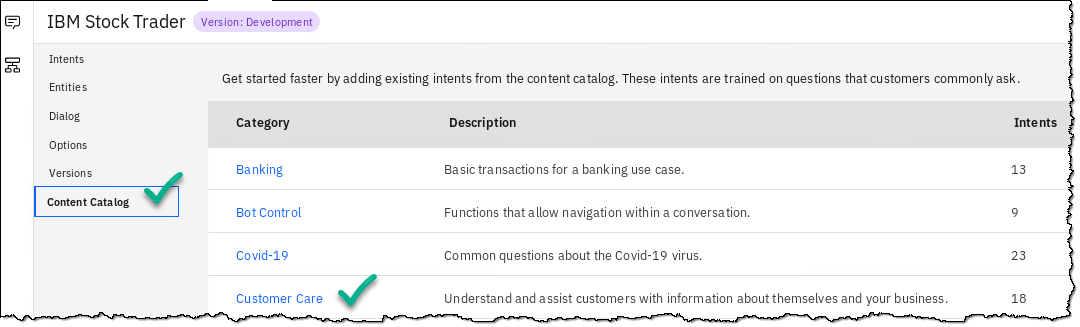 IBM Stock Trader Version: Development
Intents
Entities
Dialog
Options
Versions
Content Catalog
Get started faster by adding existing intents from the content catalog. These intents are trained on questions that customers commonly ask.
Category Description Intents
Banking Basic transactions for a banking use case. 13
Bot Control Functions that allow navigation within a conversation. 9
Covid-19 Common questions about the Covid-19 virus. 23
Customer Care Understand and assist customers with information about themselves and your business. 18